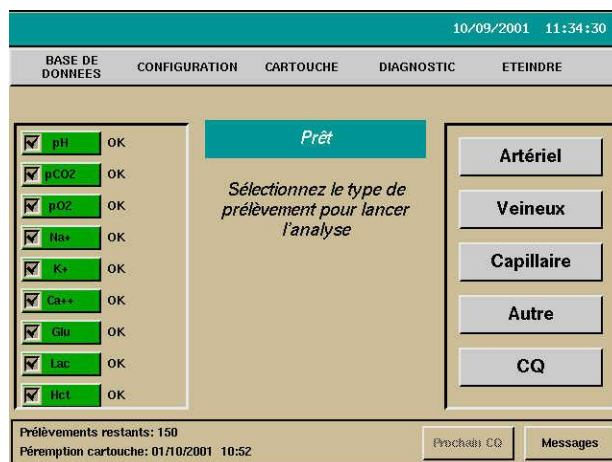 10/09/2001 11:34:30
BASE DE
DONNEES
CONFIGURATION
CARTOUCHE
DIAGNOSTIC
ETEINDRE
pH OK
pCO2 OK
pO2 OK
Na+ OK
K+ OK
Ca++ OK
Glu OK
Lac OK
Hct OK
Prêt
Sélectionnez le type de
prélèvement pour lancer
l'analyse
Artériel
Veineux
Capillaire
Autre
CQ
Prélèvements restants: 150
Péremption cartouche: 01/10/2001 10:52
Prochain CQ
Messages